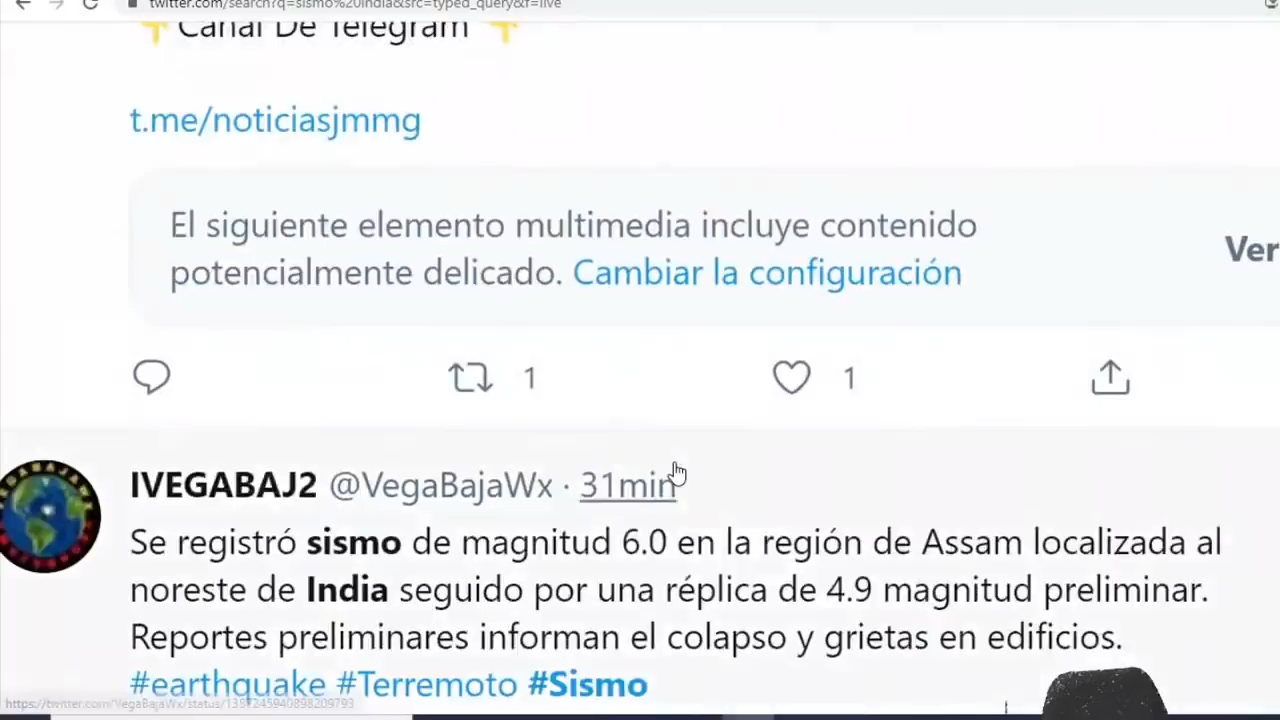 twitter.com/search?q=sismo%20india&src=typed_query&f=live
Canal De Telegram
t.me/noticiasjmmg
El siguiente elemento multimedia incluye contenido
potencialmente delicado. Cambiar la configuración
Ver
1 1
IVEGABAJ2 @VegaBajaWx · 31min
Se registró sismo de magnitud 6.0 en la región de Assam localizada al
noreste de India seguido por una réplica de 4.9 magnitud preliminar.
Reportes preliminares informan el colapso y grietas en edificios.
#earthquake #Terremoto #Sismo